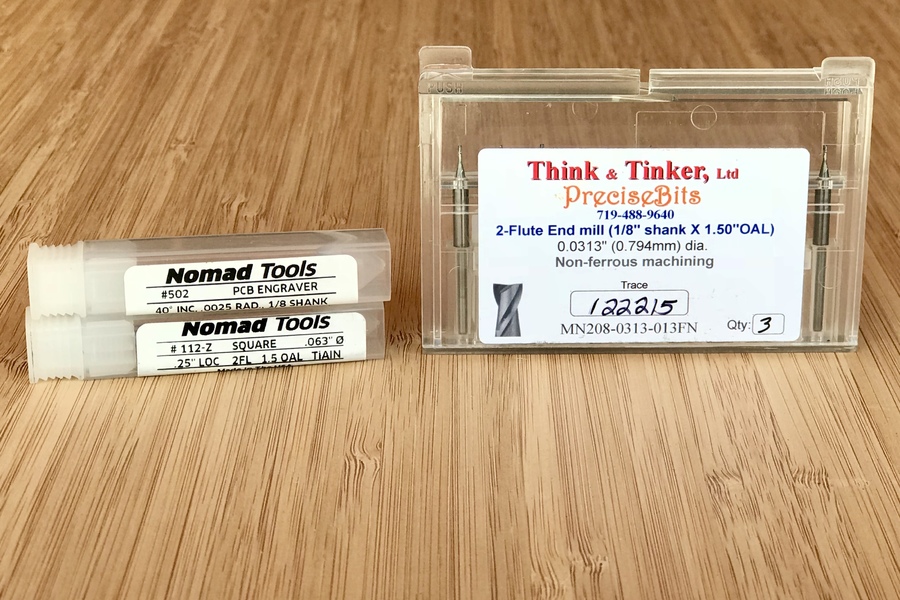 Nomad Tools
#502 PCB ENGRAVER
40° INC, .0025 RAD., 1/8 SHANK
Nomad Tools
# 112-Z SQUARE .063" Ø
.25" LOC 2FL 1.5 OAL TiAlN
PUSH
Think & Tinker, Ltd
PreciseBits
719-488-9640
2-Flute End mill (1/8" shank X 1.50"OAL)
0.0313" (0.794mm) dia.
Non-ferrous machining
Trace
122215
MN208-0313-013FN
Qty: 3